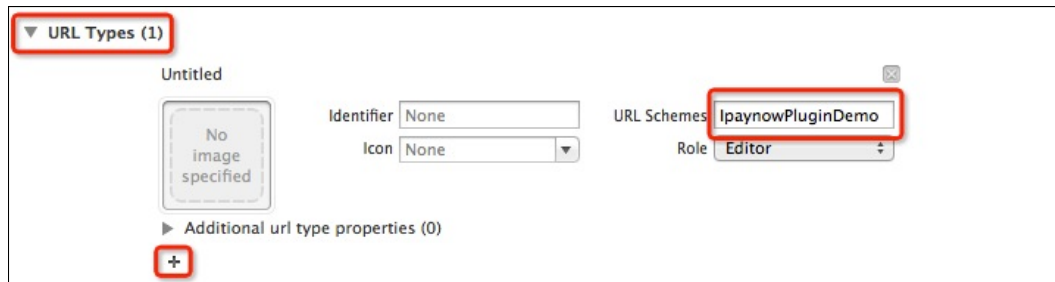 URL Types (1)
Untitled
No image specified
Identifier None
URL Schemes IpaynowPluginDemo
Icon None
Role Editor
Additional url type properties (0)
+